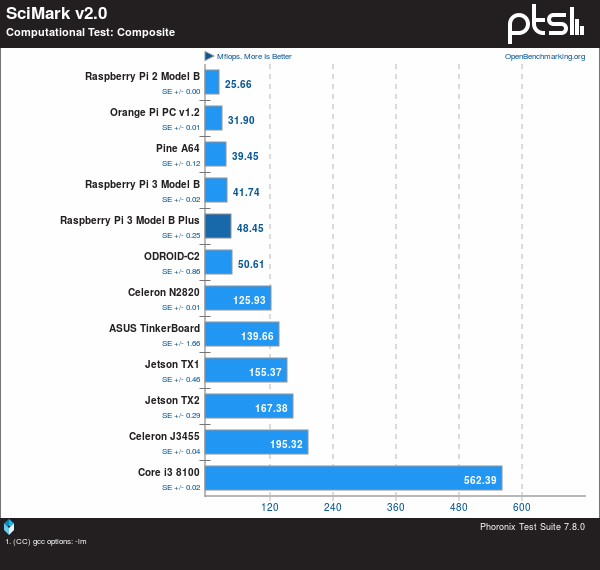 SciMark v2.0
Computational Test: Composite
ptsl
Mflops, More Is Better
OpenBenchmarking.org
Raspberry Pi 2 Model B
SE +/- 0.00
25.66
Orange Pi PC v1.2
SE +/- 0.01
31.90
Pine A64
SE +/- 0.12
39.45
Raspberry Pi 3 Model B
SE +/- 0.02
41.74
Raspberry Pi 3 Model B Plus
SE +/- 0.25
48.45
ODROID-C2
SE +/- 0.86
50.61
Celeron N2820
SE +/- 0.01
125.93
ASUS TinkerBoard
SE +/- 1.66
139.66
Jetson TX1
SE +/- 0.46
155.37
Jetson TX2
SE +/- 0.29
167.38
Celeron J3455
SE +/- 0.04
195.32
Core i3 8100
SE +/- 0.02
562.39
120 240 360 480 600
Phoronix Test Suite 7.8.0
1. (CC) gcc options: -lm